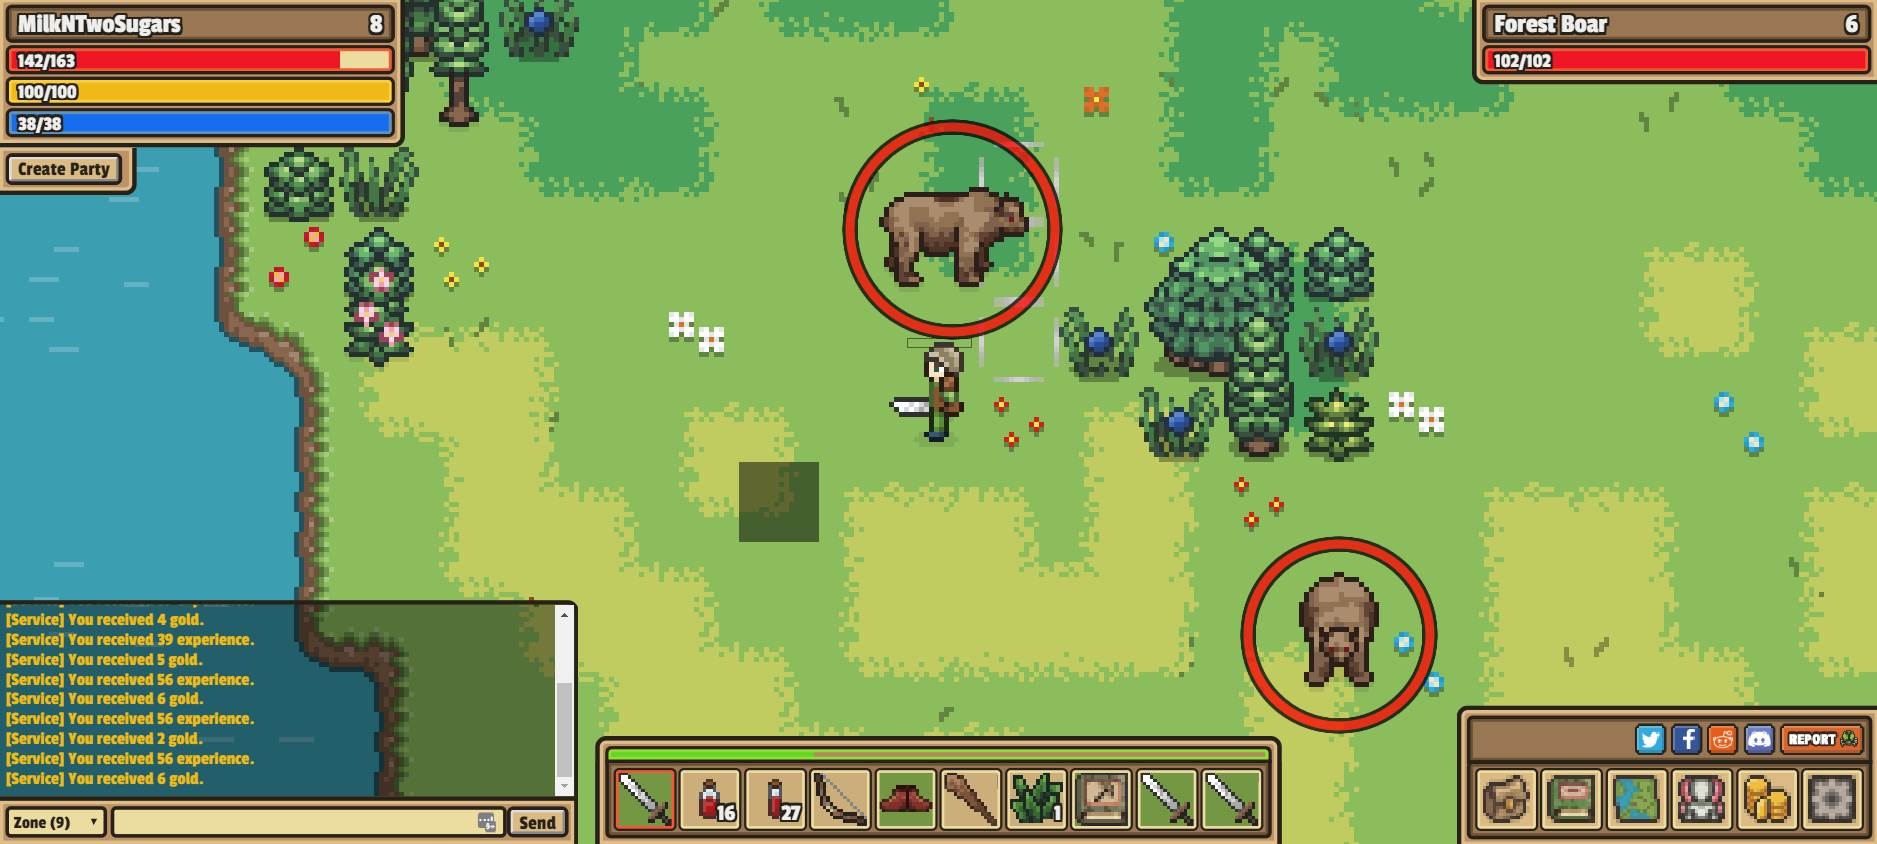 MilkNTwoSugars 8
142/163
100/100
38/38
Create Party
Forest Boar 6
102/102
[Service] You received 4 gold.
[Service] You received 39 experience.
[Service] You received 5 gold.
[Service] You received 56 experience.
[Service] You received 6 gold.
[Service] You received 56 experience.
[Service] You received 2 gold.
[Service] You received 56 experience.
[Service] You received 6 gold.
Zone (9)
Send
16
27
1
REPORT